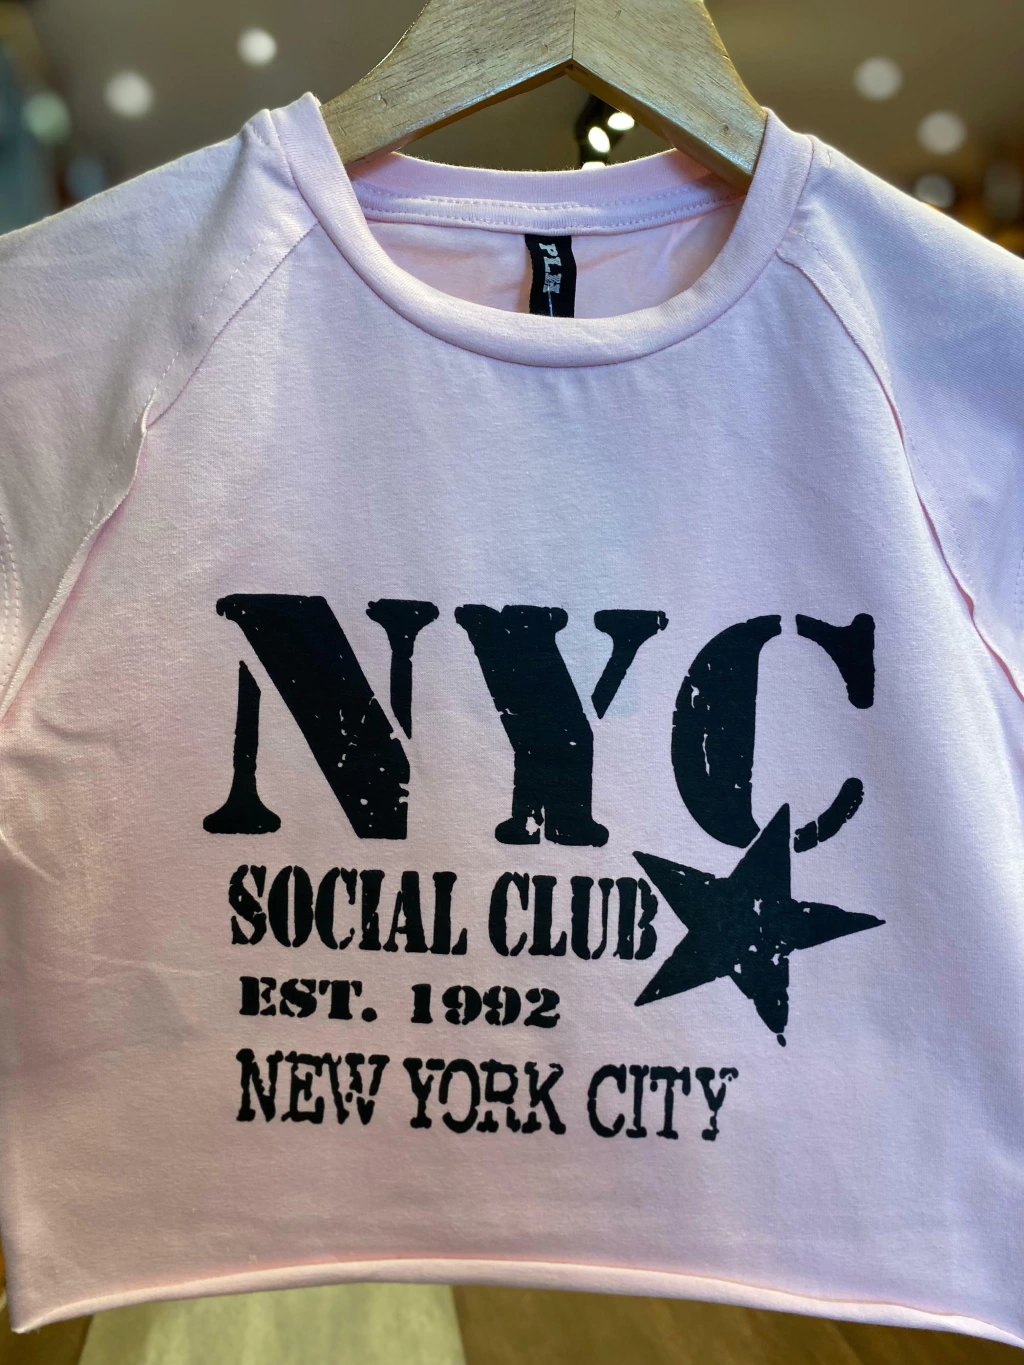 NYC
SOCIAL CLUB
EST. 1992
NEW YORK CITY